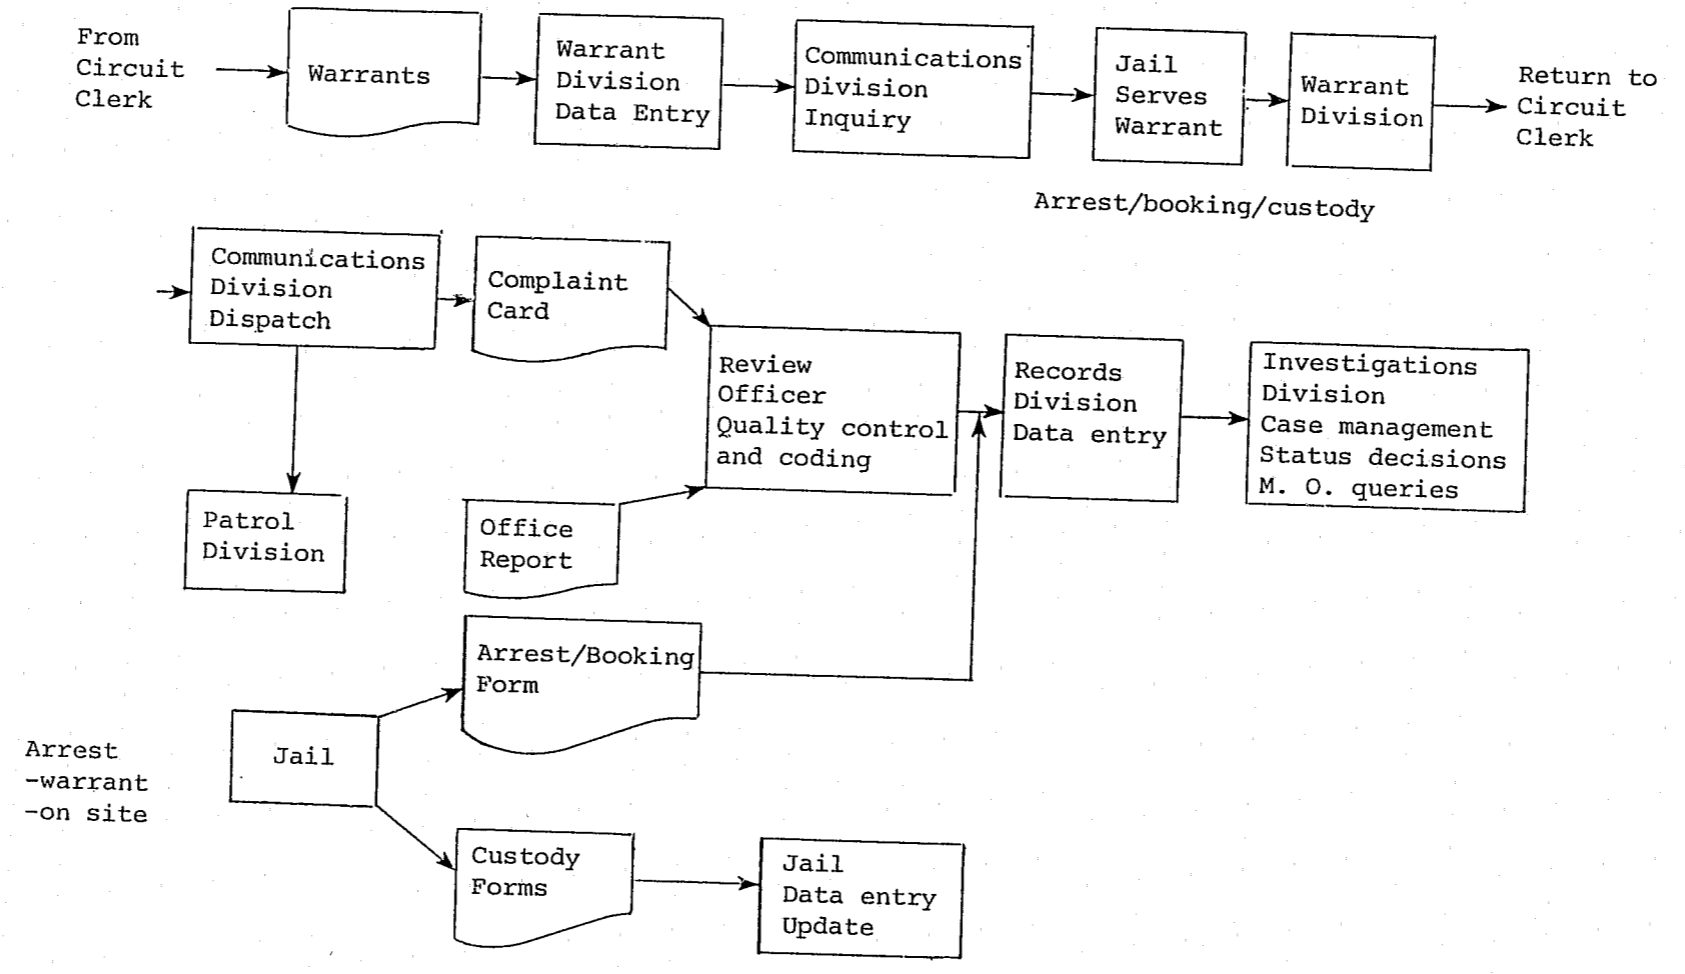 From
Circuit
Clerk
Warrants
Warrant
Division
Data Entry
Communications
Division
Inquiry
Jail
Serves
Warrant
Warrant
Division
Return to
Circuit
Clerk
Arrest/booking/custody
Communications
Division
Dispatch
Complaint
Card
Review
Officer
Quality control
and coding
Records
Division
Data entry
Investigations
Division
Case management
Status decisions
M. O. queries
Patrol
Division
Office
Report
Arrest/Booking
Form
Jail
Arrest
-warrant
-on site
Custody
Forms
Jail
Data entry
Update